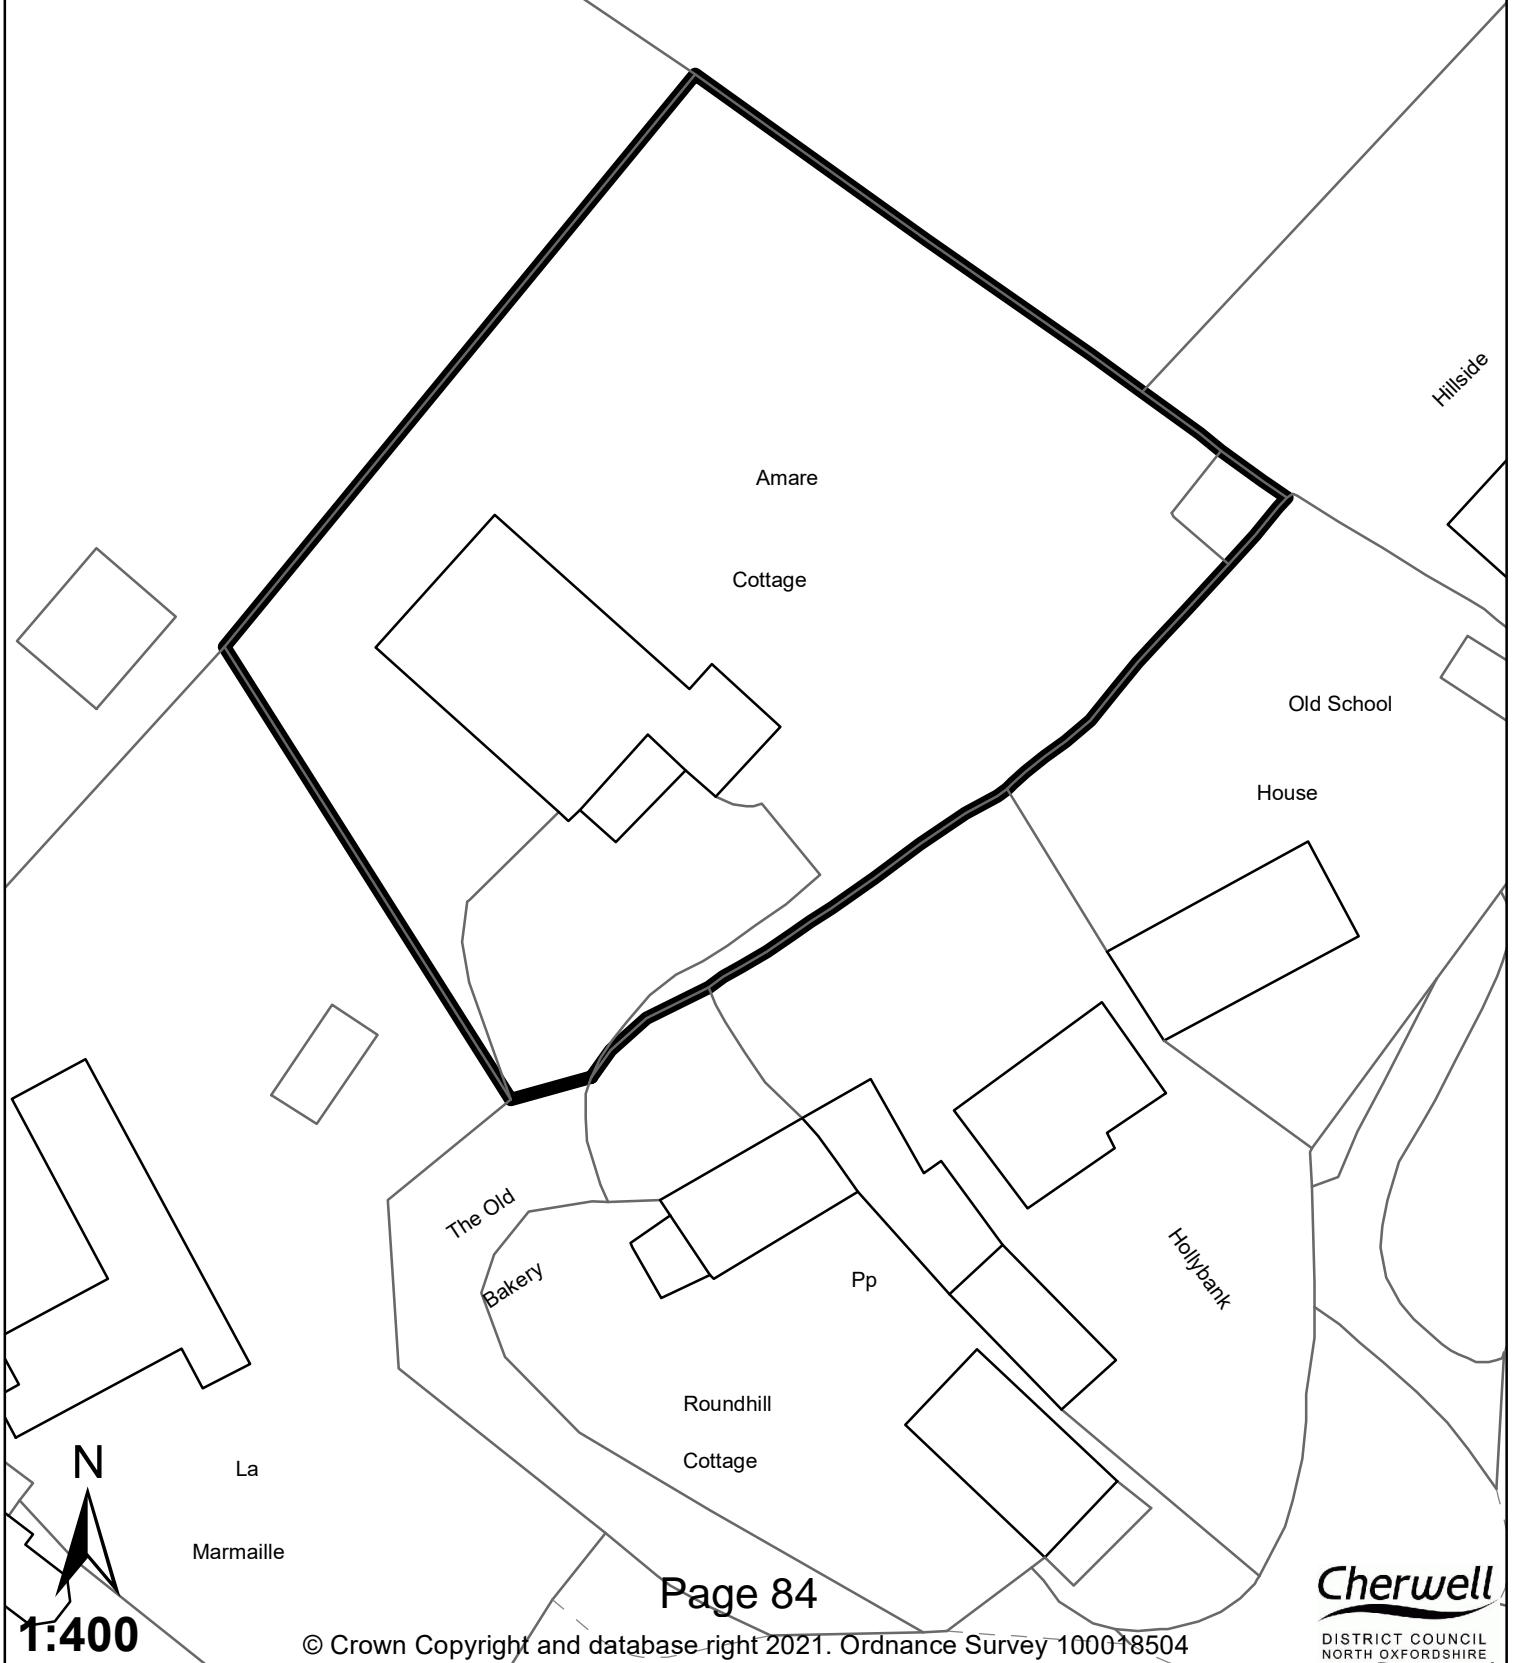 Hillside
Amare
Cottage
Old School
House
The Old
Bakery
Hollybank
Pp
Roundhill
Cottage
N
La
Marmaille
1:400
Page 84
© Crown Copyright and database right 2021. Ordnance Survey 100018504
Cherwell
DISTRICT COUNCIL
NORTH OXFORDSHIRE